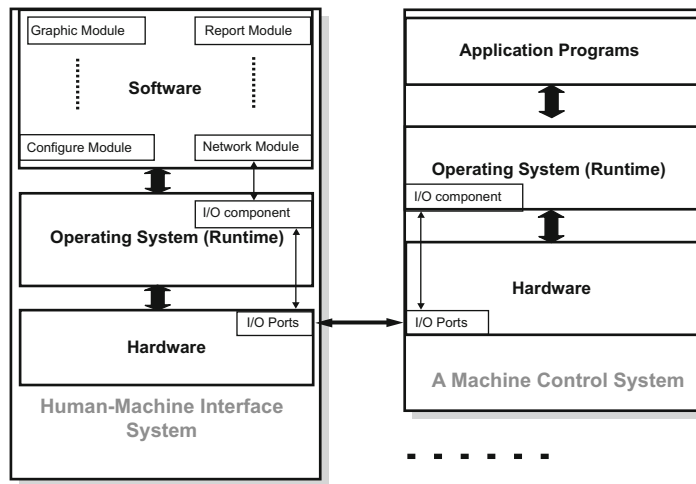 Graphic Module
Report Module
Software
Configure Module
Network Module
I/O component
Operating System (Runtime)
I/O Ports
Hardware
Human-Machine Interface
System
Application Programs
Operating System (Runtime)
I/O component
Hardware
I/O Ports
A Machine Control System